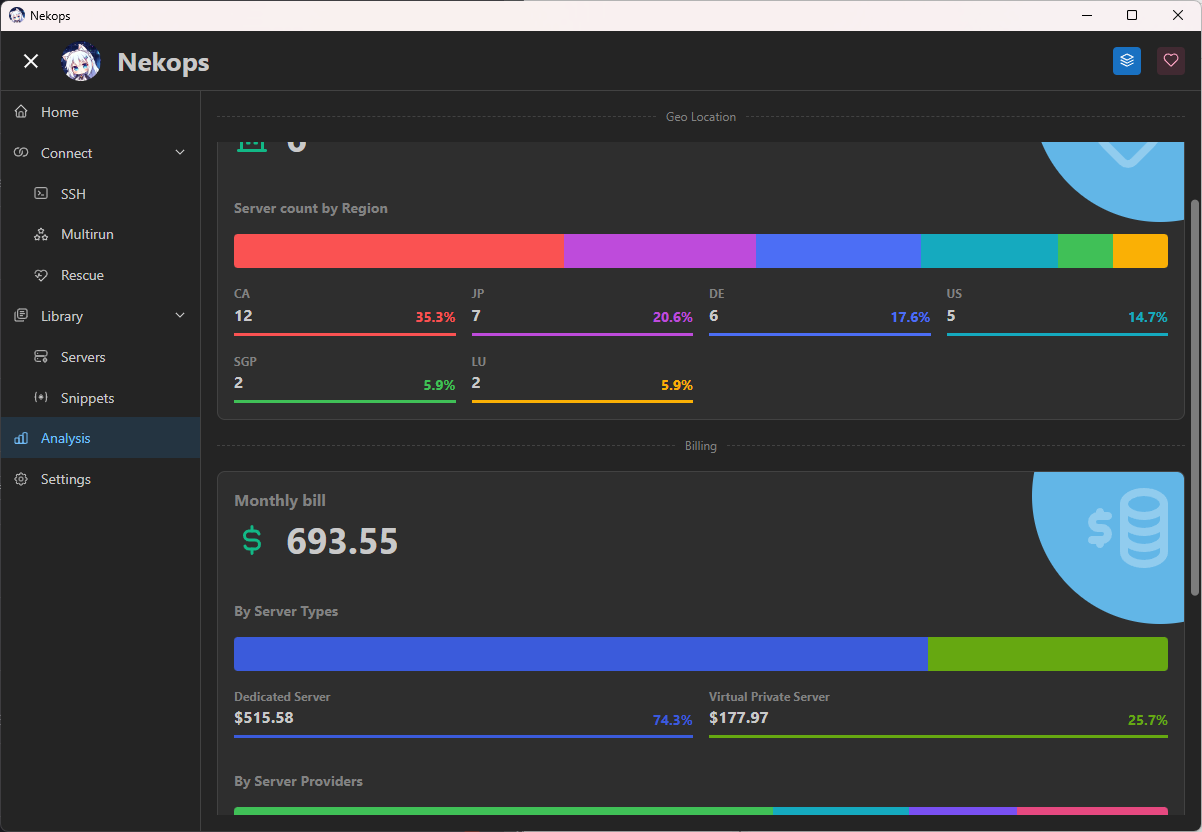 Nekops
Nekops
Home
Connect
SSH
Multirun
Rescue
Library
Servers
Snippets
Analysis
Settings
Geo Location
Server count by Region
CA
12 35.3%
JP
7 20.6%
DE
6 17.6%
US
5 14.7%
SGP
2 5.9%
LU
2 5.9%
Billing
Monthly bill
$ 693.55
By Server Types
Dedicated Server
$515.58 74.3%
Virtual Private Server
$177.97 25.7%
By Server Providers